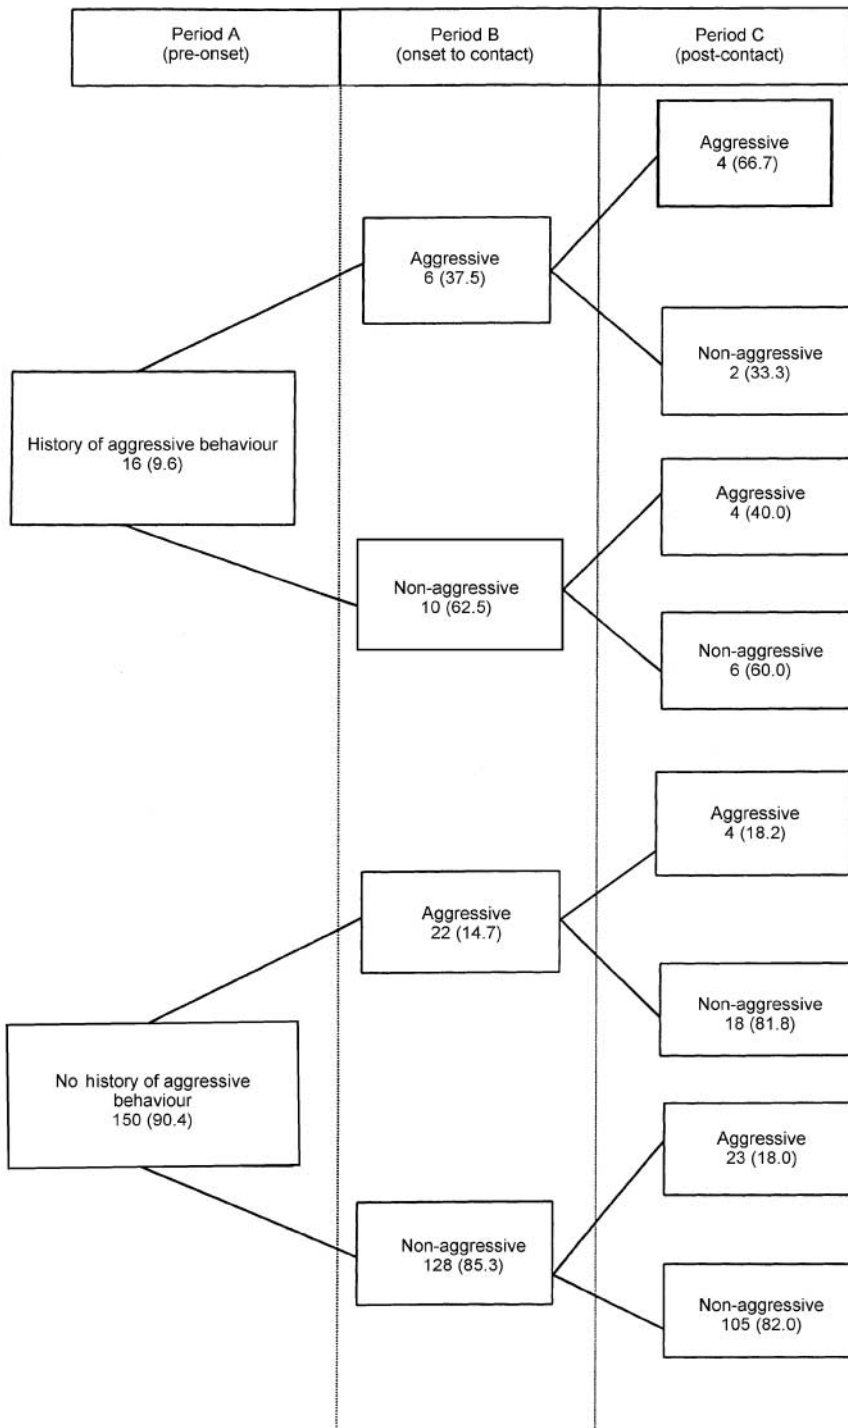 Period A
(pre-onset)
Period B
(onset to contact)
Period C
(post-contact)
Aggressive
4 (66.7)
Aggressive
6 (37.5)
Non-aggressive
2 (33.3)
History of aggressive behaviour
16 (9.6)
Aggressive
4 (40.0)
Non-aggressive
10 (62.5)
Non-aggressive
6 (60.0)
Aggressive
4 (18.2)
Aggressive
22 (14.7)
Non-aggressive
18 (81.8)
No history of aggressive
behaviour
150 (90.4)
Aggressive
23 (18.0)
Non-aggressive
128 (85.3)
Non-aggressive
105 (82.0)